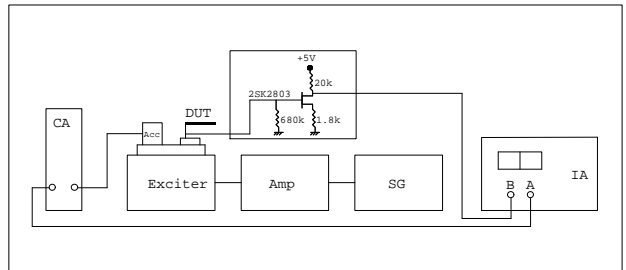 +5V
20k
2SK2803
DUT
680k
1.8k
CA
Acc
Exciter
Amp
SG
IA
B A